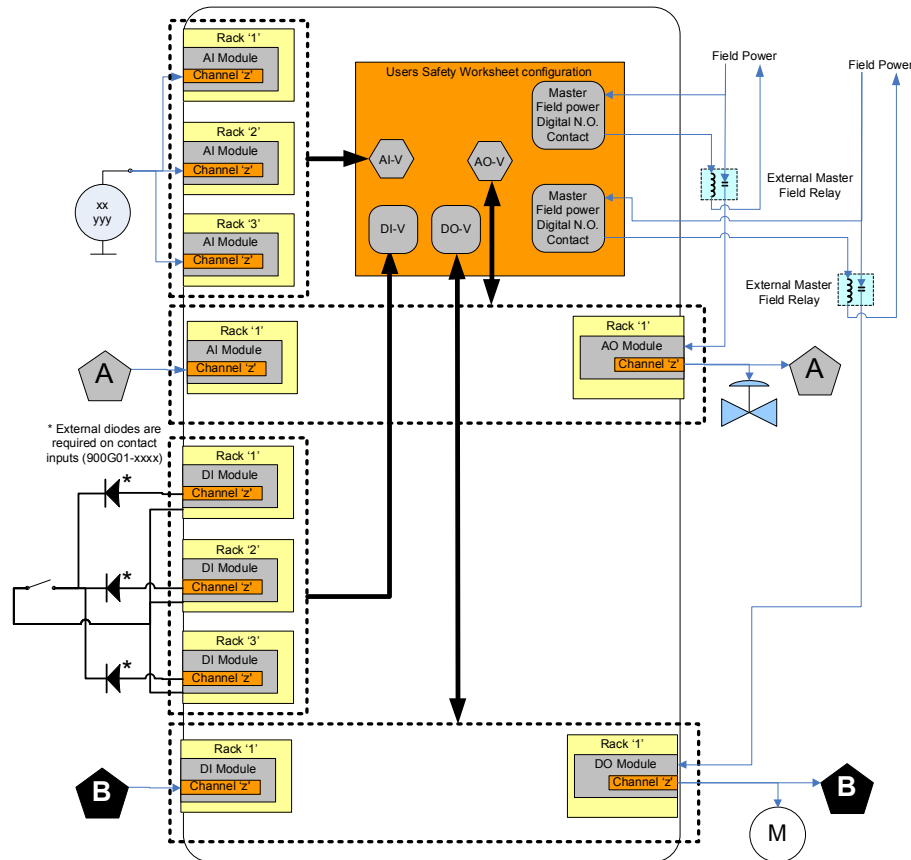 Rack '1'
AI Module
Channel 'z'
Rack '2'
AI Module
Channel 'z'
Rack '3'
AI Module
Channel 'z'
xx
yyy
Users Safety Worksheet configuration
Master
Field power
Digital N.O.
Contact
AI-V
AO-V
DI-V
DO-V
Master
Field power
Digital N.O.
Contact
Field Power
Field Power
External Master
Field Relay
External Master
Field Relay
Rack '1'
AI Module
Channel 'z'
A
Rack '1'
AO Module
Channel 'z'
A
* External diodes are
required on contact
inputs (900G01-xxxx)
*
*
*
Rack '1'
DI Module
Channel 'z'
Rack '2'
DI Module
Channel 'z'
Rack '3'
DI Module
Channel 'z'
Rack '1'
DI Module
Channel 'z'
B
Rack '1'
DO Module
Channel 'z'
B
M